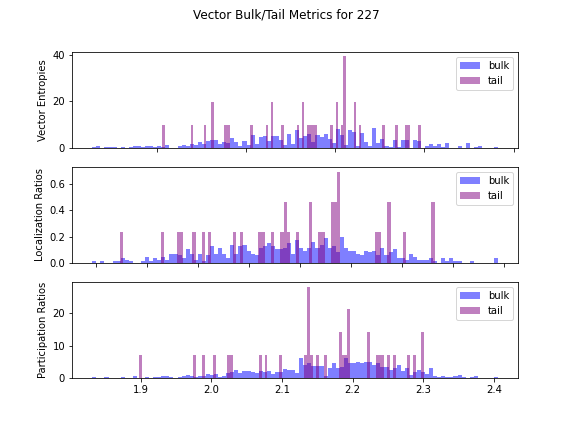 Vector Bulk/Tail Metrics for 227
Vector Entropies
40
20
0
bulk
tail
Localization Ratios
0.6
0.4
0.2
0.0
bulk
tail
Participation Ratios
20
10
0
bulk
tail
1.9 2.0 2.1 2.2 2.3 2.4